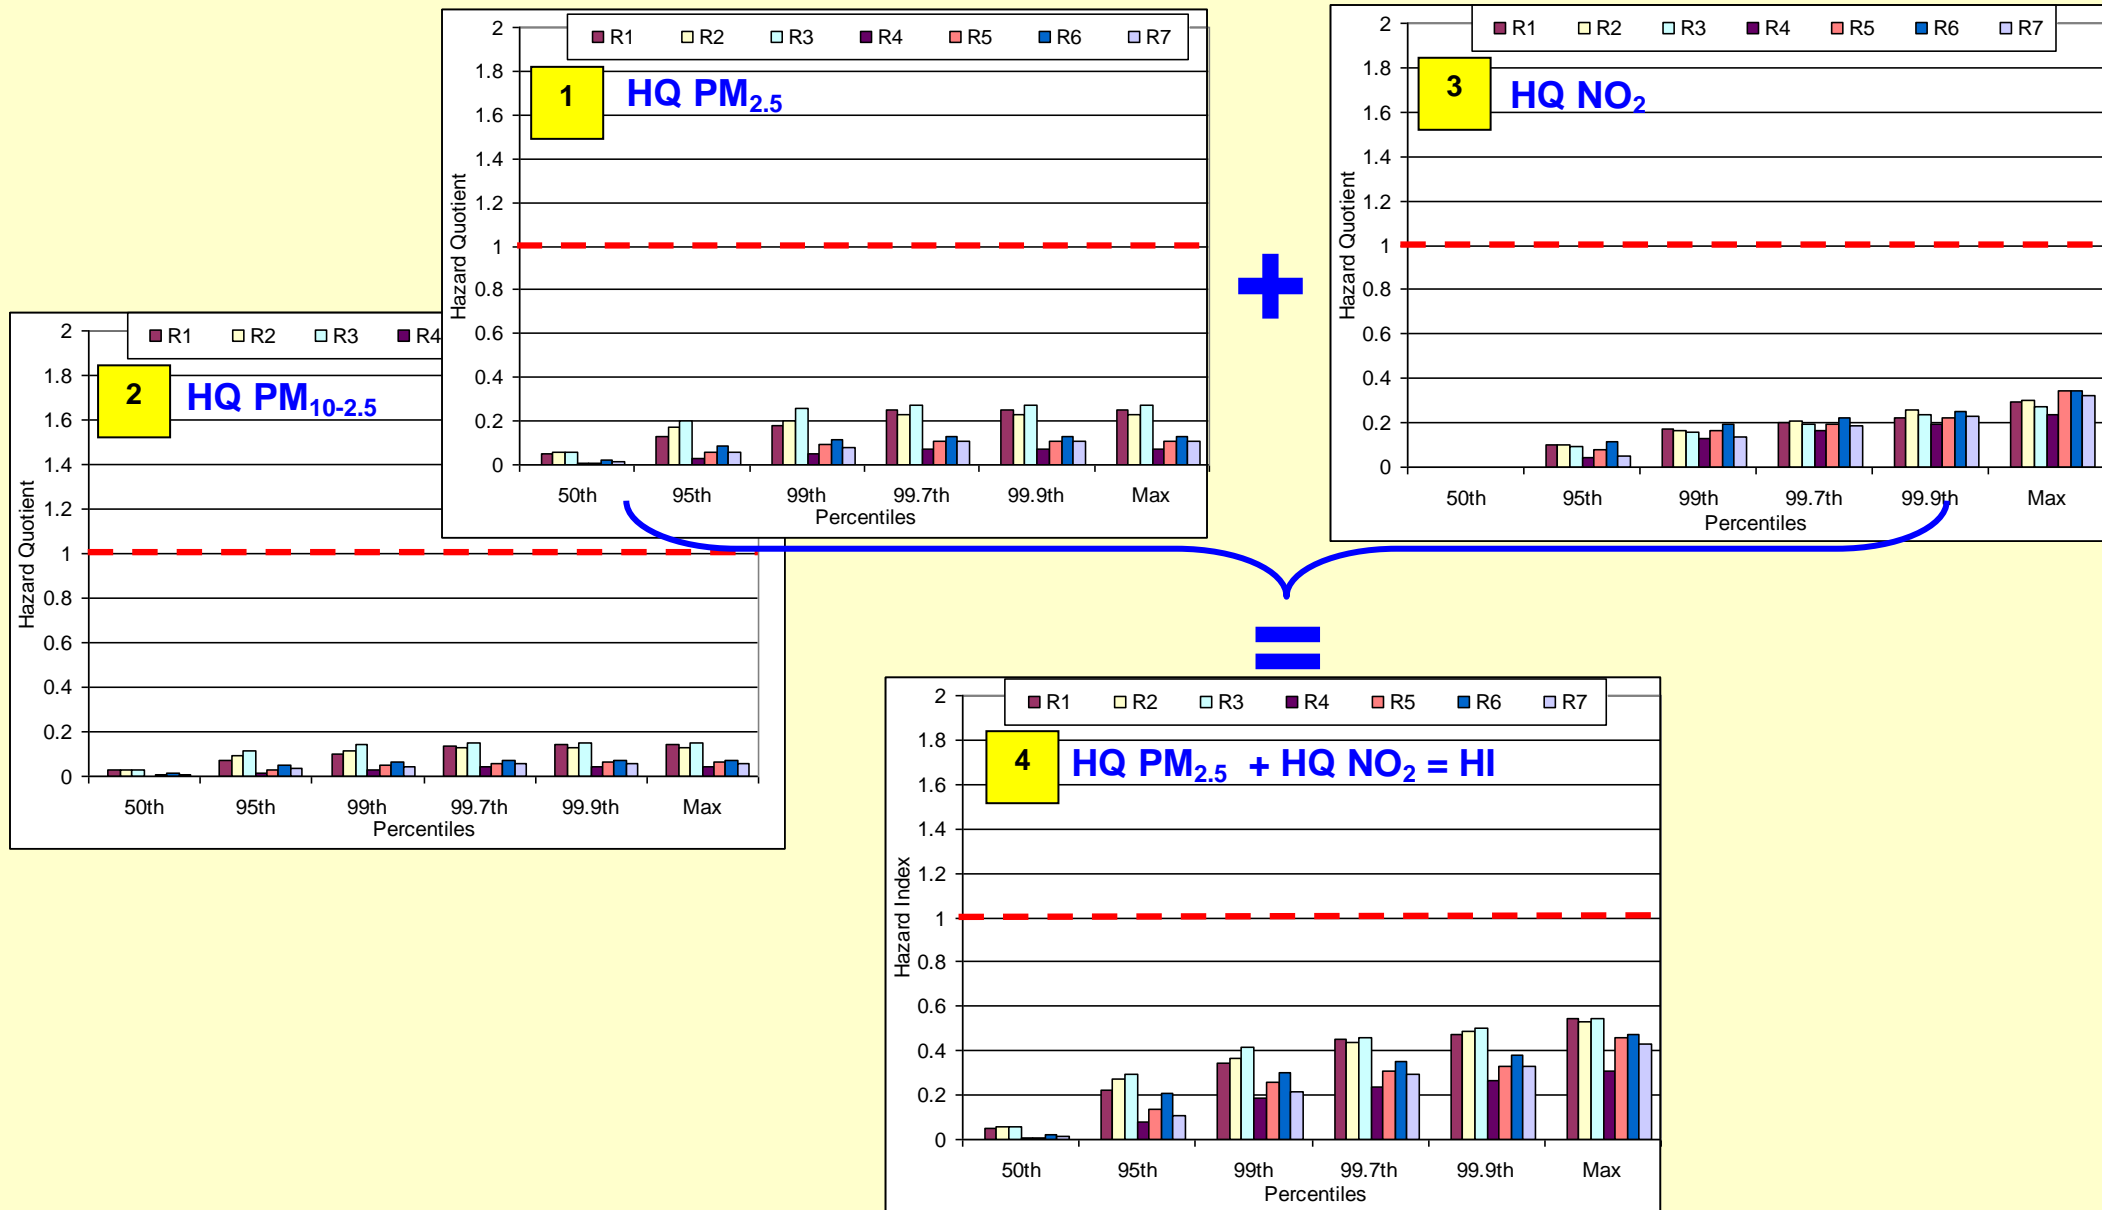 R1 R2 R3 R4 R5 R6 R7
1
HQ PM2.5
Hazard Quotient
2
1.8
1.6
1.4
1.2
1
0.8
0.6
0.4
0.2
0
50th 95th 99th 99.7th 99.9th Max
Percentiles
R1 R2 R3 R4 R5 R6 R7
3
HQ NO2
Hazard Quotient
2
1.8
1.6
1.4
1.2
1
0.8
0.6
0.4
0.2
0
50th 95th 99th 99.7th 99.9th Max
Percentiles
+
R1 R2 R3 R4
2
HQ PM10-2.5
Hazard Quotient
2
1.8
1.6
1.4
1.2
1
0.8
0.6
0.4
0.2
0
50th 95th 99th 99.7th 99.9th Max
Percentiles
=
R1 R2 R3 R4 R5 R6 R7
4
HQ PM2.5 + HQ NO2 = HI
Hazard Index
2
1.8
1.6
1.4
1.2
1
0.8
0.6
0.4
0.2
0
50th 95th 99th 99.7th 99.9th Max
Percentiles